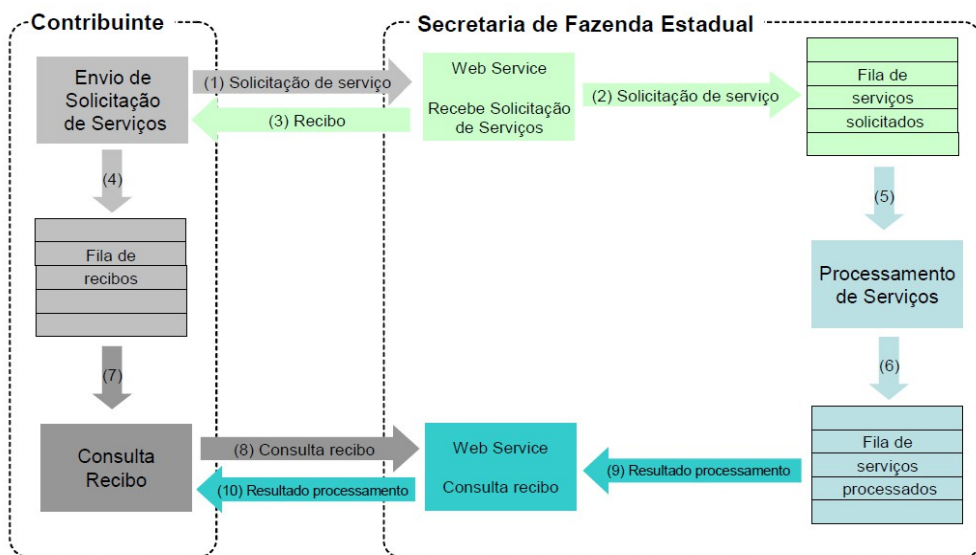 Contribuinte
Secretaria de Fazenda Estadual
Envio de
Solicitação
de Serviços
(1) Solicitação de serviço
(3) Recibo
Web Service
Recebe Solicitação
de Serviços
(2) Solicitação de serviço
Fila de
serviços
solicitados
(4)
(5)
Fila de
recibos
Processamento
de Serviços
(7)
(6)
Consulta
Recibo
(8) Consulta recibo
(10) Resultado processamento
Web Service
Consulta recibo
(9) Resultado processamento
Fila de
serviços
processados